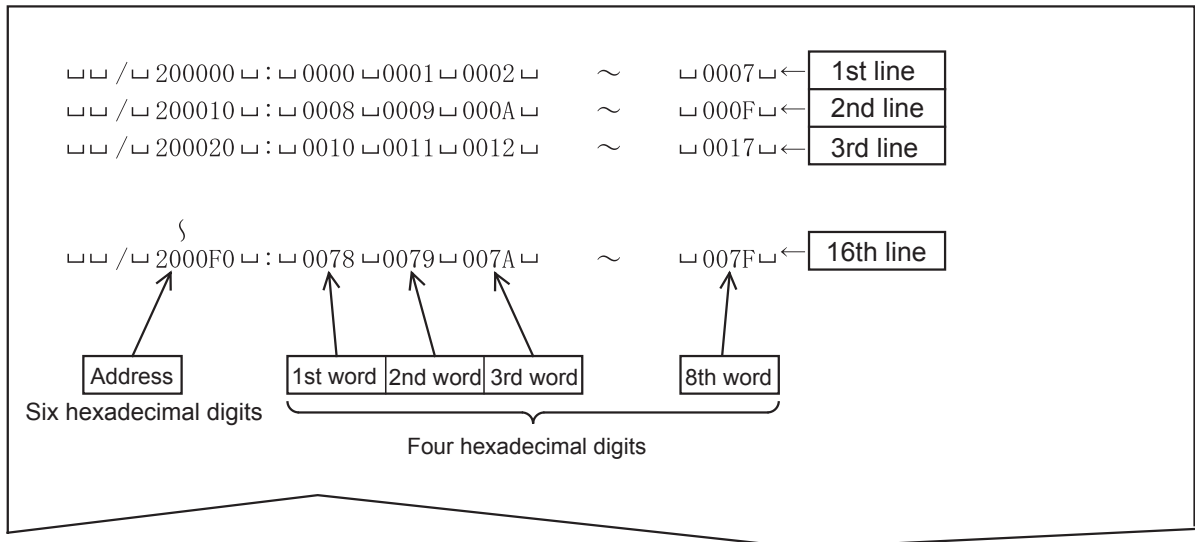 ␣␣/␣200000␣:␣0000␣0001␣0002␣ ～ ␣0007␣← 1st line
␣␣/␣200010␣:␣0008␣0009␣000A␣ ～ ␣000F␣← 2nd line
␣␣/␣200020␣:␣0010␣0011␣0012␣ ～ ␣0017␣← 3rd line
～
␣␣/␣2000F0␣:␣0078␣0079␣007A␣ ～ ␣007F␣← 16th line
Address 1st word 2nd word 3rd word 8th word
Six hexadecimal digits
Four hexadecimal digits